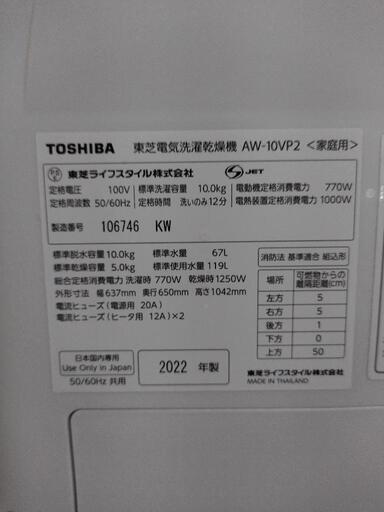 TOSHIBA 東芝電気洗濯乾燥機 AW-10VP2 <家庭用>
東芝ライフスタイル株式会社 JET
定格電圧 100V 標準洗濯容量 10.0kg 電動機定格消費電力 770W
定格周波数 50/60Hz 定格時間 洗いのみ12分 電熱装置定格消費電力 1000W
製造番号 106746 KW
標準脱水容量10.0kg 標準水量 67L
標準乾燥容量 5.0kg 標準使用水量 119L
総合定格消費電力 洗濯時 770W 乾燥時1250W
外形寸法 幅637mm 奥行650mm 高さ1042mm
電流ヒューズ (電源用 20A)
電流ヒューズ (ヒータ用 12A)×2
消防法 基準適合 組込形
場所 可燃物からの離隔距離(cm)
左方 5
右方 5
後方 1
下方 0
上方 50
日本国内専用
Use Only in Japan
50/60Hz 共用
2022 年製
東芝ライフスタイル株式会社
MADE IN THAILAND